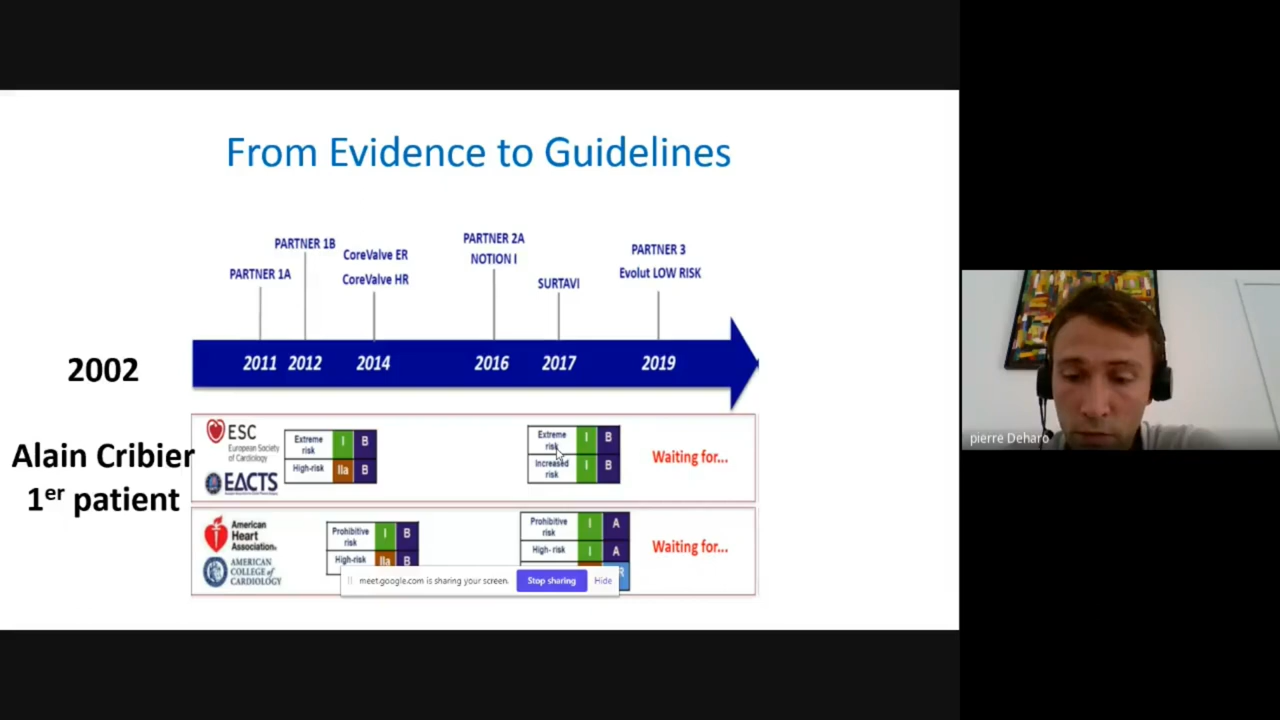 From Evidence to Guidelines
PARTNER 1A
PARTNER 1B
CoreValve ER
CoreValve HR
PARTNER 2A
NOTION I
SURTAVI
PARTNER 3
Evolut LOW RISK
2002
2011 2012 2014 2016 2017 2019
Alain Cribier
1er patient
ESC
European Society
of Cardiology
EACTS
Extreme
risk
I B
High-risk IIa B
Extreme
risk
I B
Increased
risk
I B
Waiting for...
American
Heart
Association®
AMERICAN
COLLEGE of
CARDIOLOGY
Prohibitive
risk
I B
High-risk IIa B
Prohibitive
risk
I A
High- risk I A
R
Waiting for...
meet.google.com is sharing your screen. Stop sharing Hide
pierre Deharo